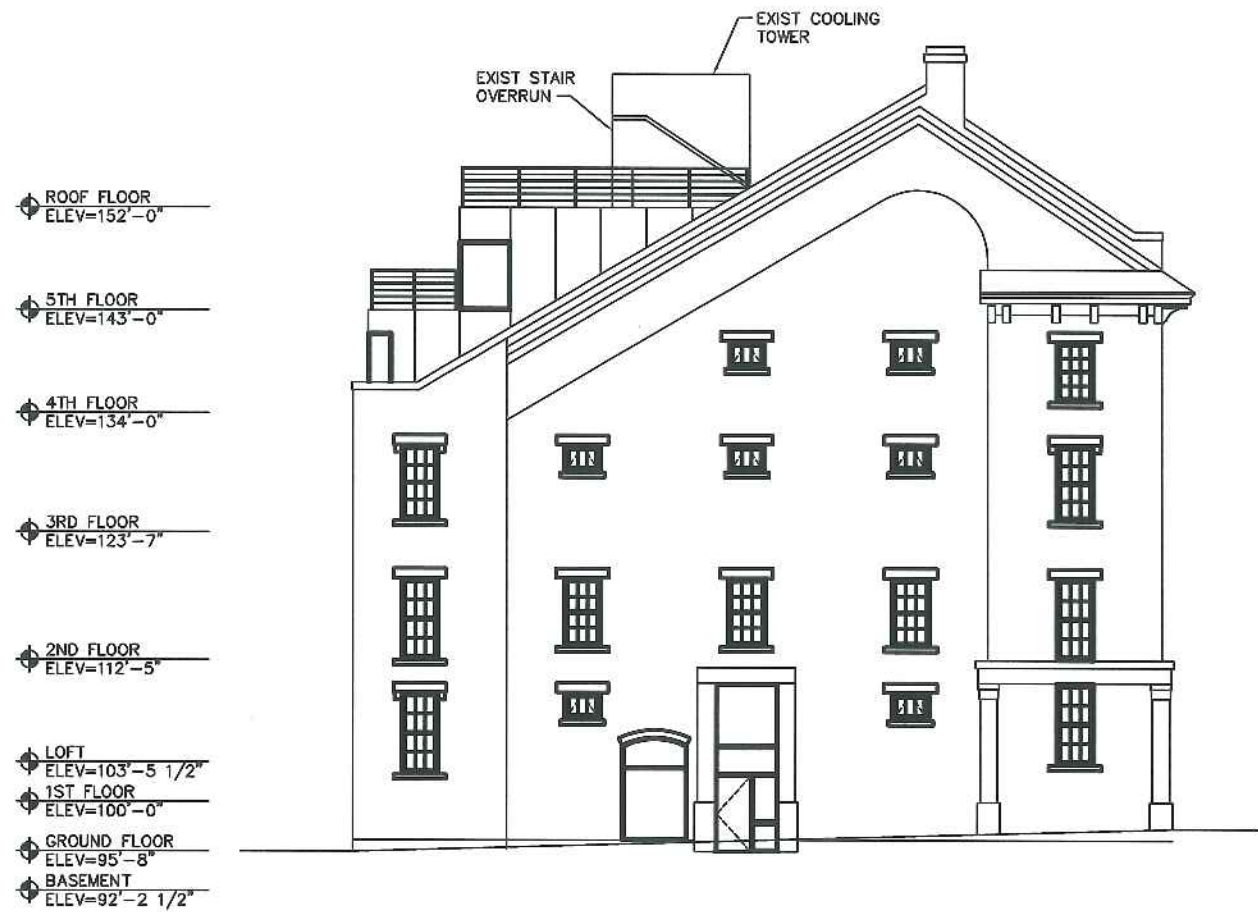 EXIST COOLING
TOWER
EXIST STAIR
OVERRUN
ROOF FLOOR
ELEV=152'-0"
5TH FLOOR
ELEV=143'-0"
4TH FLOOR
ELEV=134'-0"
3RD FLOOR
ELEV=123'-7"
2ND FLOOR
ELEV=112'-5"
LOFT
ELEV=103'-5 1/2"
1ST FLOOR
ELEV=100'-0"
GROUND FLOOR
ELEV=95'-8"
BASEMENT
ELEV=92'-2 1/2"